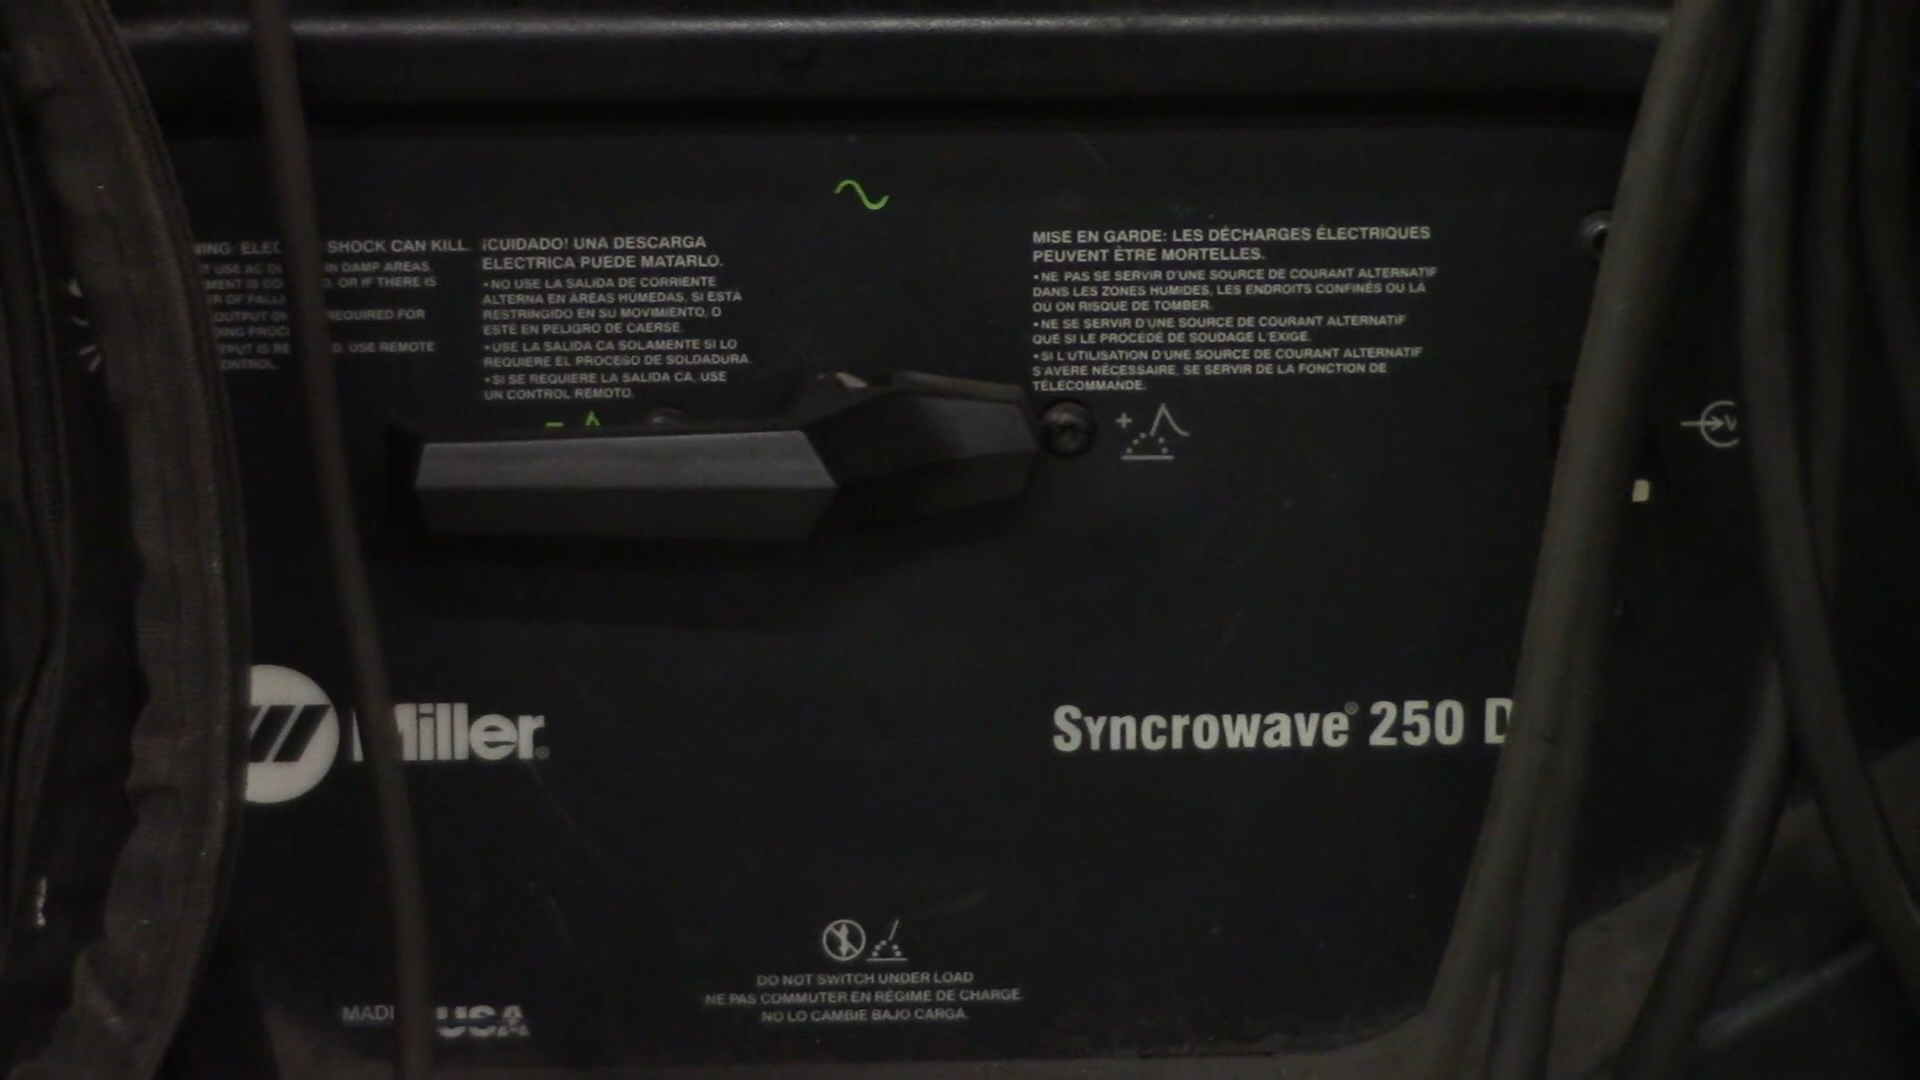 SHOCK CAN KILL.
IN DAMP AREAS,
OR IF THERE IS
REQUIRED FOR
USE REMOTE
CONTROL.
¡CUIDADO! UNA DESCARGA
ELECTRICA PUEDE MATARLO.
• NO USE LA SALIDA DE CORRIENTE
ALTERNA EN ÁREAS HÚMEDAS, SI ESTA
RESTRINGIDO EN SU MOVIMIENTO, O
ESTE EN PELIGRO DE CAERSE.
• USE LA SALIDA CA SOLAMENTE SI LO
REQUIERE EL PROCESO DE SOLDADURA.
• SI SE REQUIERE LA SALIDA CA, USE
UN CONTROL REMOTO.
MISE EN GARDE: LES DÉCHARGES ÉLECTRIQUES
PEUVENT ÊTRE MORTELLES.
• NE PAS SE SERVIR D'UNE SOURCE DE COURANT ALTERNATIF
DANS LES ZONES HUMIDES, LES ENDROITS CONFINÉS OU LA
OÙ ON RISQUE DE TOMBER.
• NE SE SERVIR D'UNE SOURCE DE COURANT ALTERNATIF
QUE SI LE PROCÉDÉ DE SOUDAGE L'EXIGE.
• SI L'UTILISATION D'UNE SOURCE DE COURANT ALTERNATIF
S'AVÈRE NÉCESSAIRE, SE SERVIR DE LA FONCTION DE
TÉLÉCOMMANDE.
Miller®
Syncrowave® 250 D
DO NOT SWITCH UNDER LOAD
NE PAS COMMUTER EN RÉGIME DE CHARGE
NO LO CAMBIE BAJO CARGA.
USA